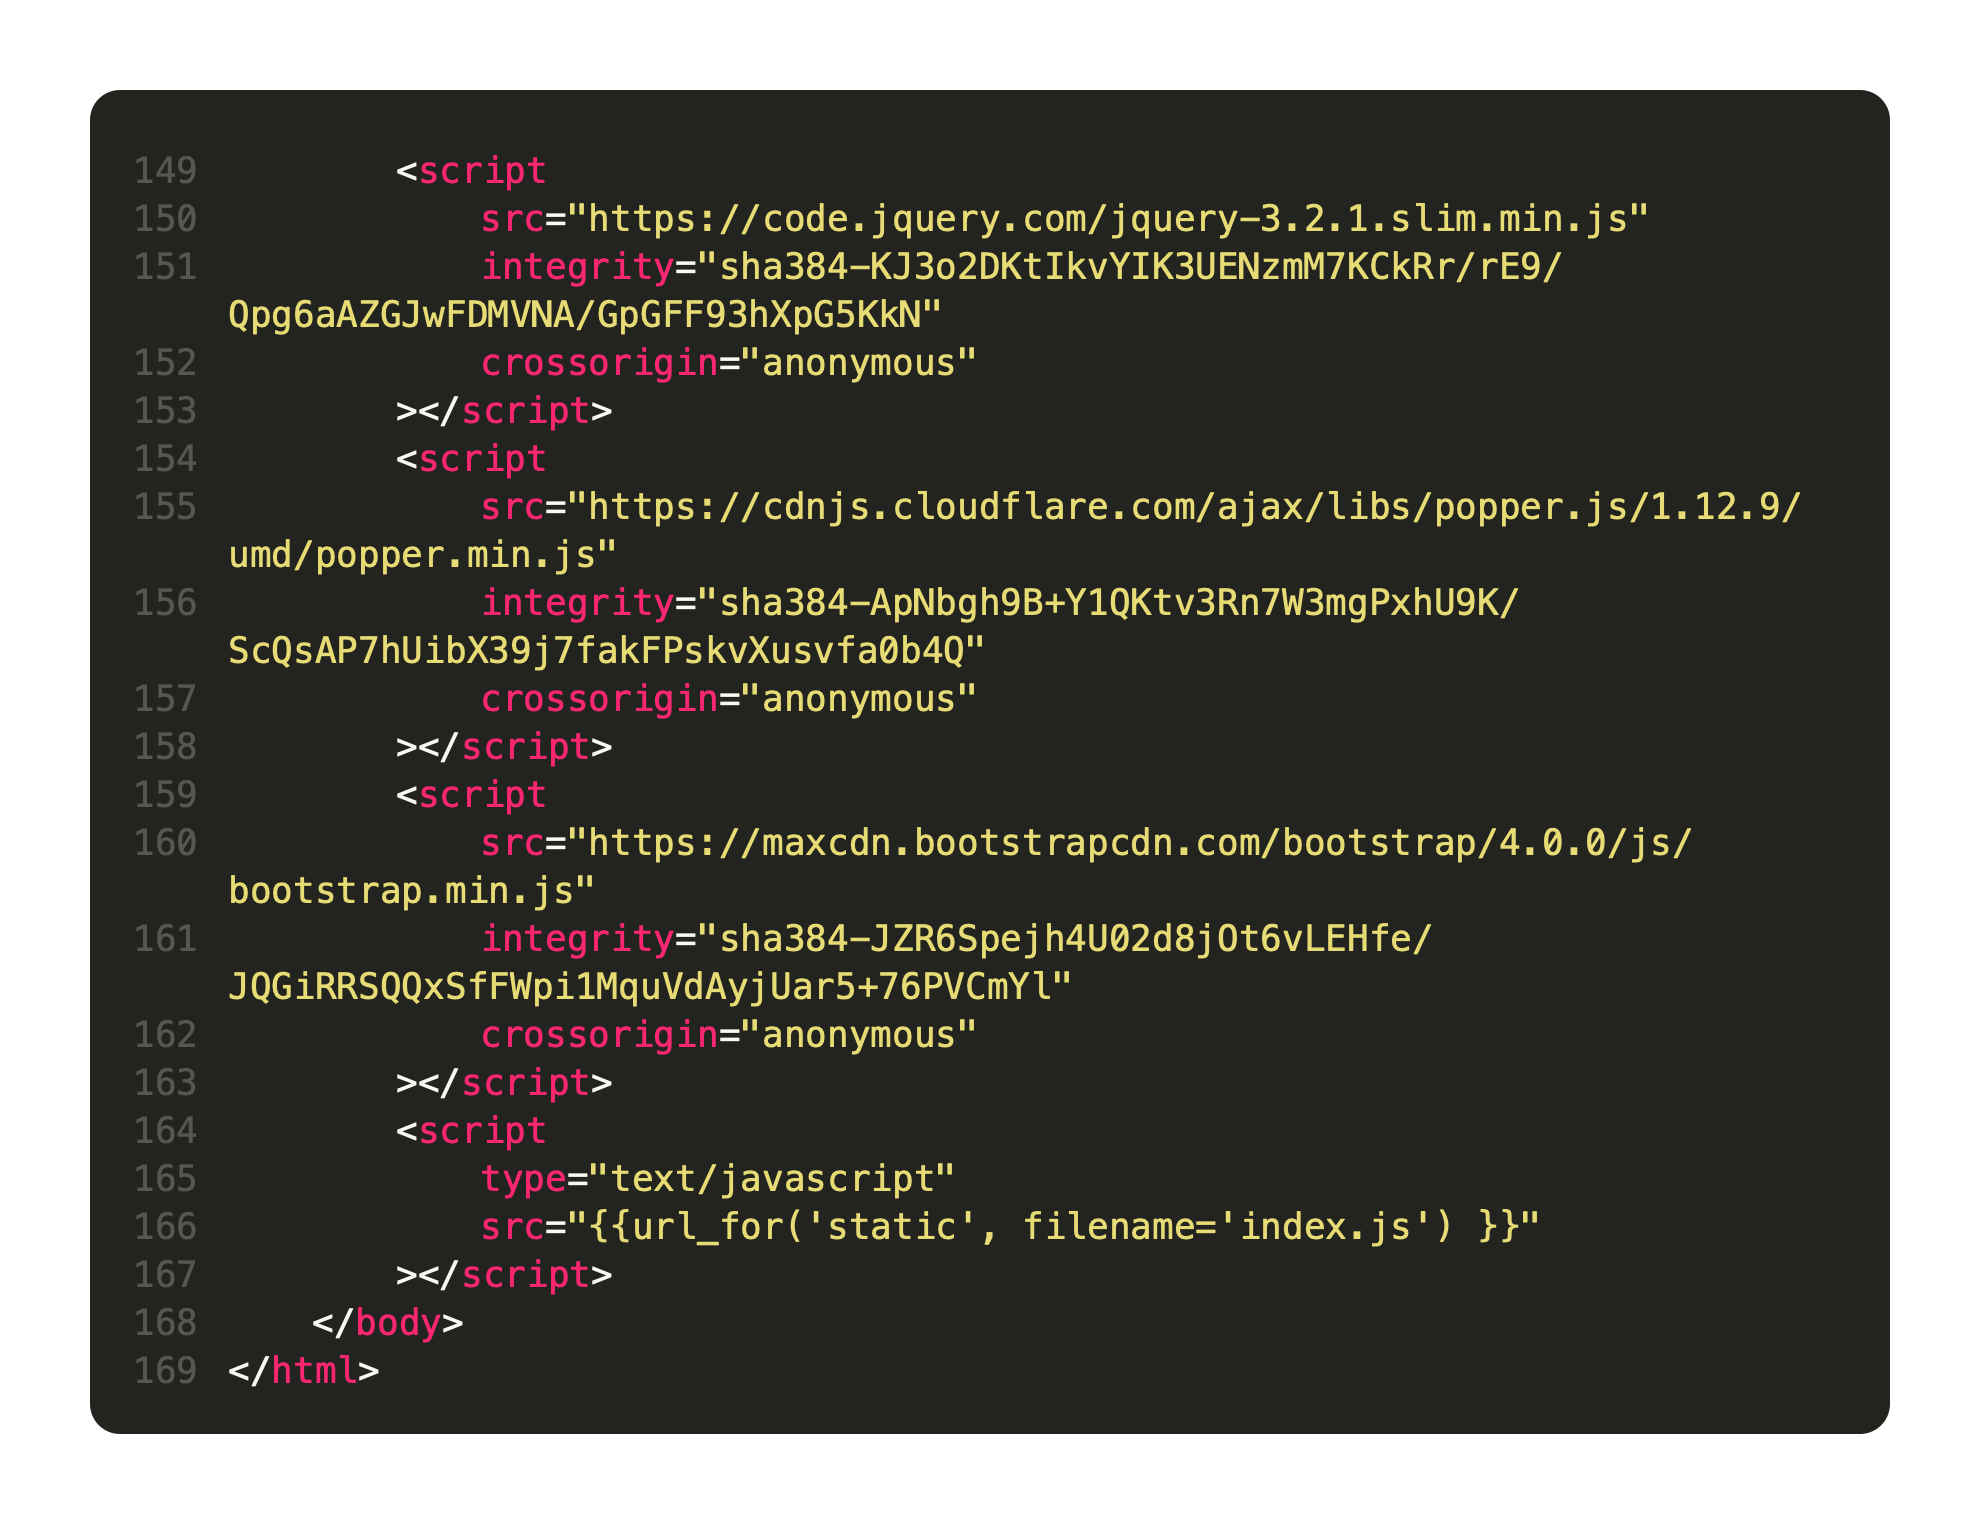 149 <script
150 src="https://code.jquery.com/jquery-3.2.1.slim.min.js"
151 integrity="sha384-KJ3o2DKtIkvYIK3UENzmM7KCkRr/rE9/
Qpg6aAZGJwFDMVNA/GpGFF93hXpG5KkN"
152 crossorigin="anonymous"
153 ></script>
154 <script
155 src="https://cdnjs.cloudflare.com/ajax/libs/popper.js/1.12.9/
umd/popper.min.js"
156 integrity="sha384-ApNbgh9B+Y1QKtv3Rn7W3mgPxhU9K/
ScQsAP7hUibX39j7fakFPskvXusvfa0b4Q"
157 crossorigin="anonymous"
158 ></script>
159 <script
160 src="https://maxcdn.bootstrapcdn.com/bootstrap/4.0.0/js/
bootstrap.min.js"
161 integrity="sha384-JZR6Spejh4U02d8jOt6vLEHfe/
JQGiRRSQQxSfFWpi1MquVdAyjUar5+76PVCmYl"
162 crossorigin="anonymous"
163 ></script>
164 <script
165 type="text/javascript"
166 src="{{url_for('static', filename='index.js') }}"
167 ></script>
168 </body>
169 </html>